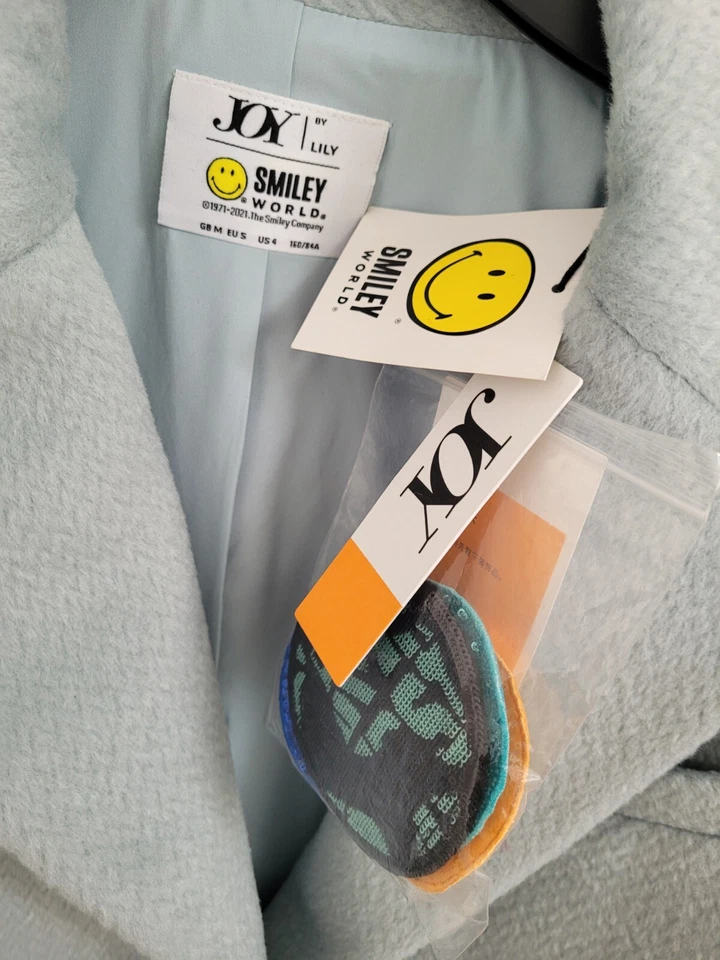 JOY BY LILY
SMILEY
WORLD®
©1971-2021.The Smiley Company
GB M EU S US 4 160/84A
SMILEY
WORLD®
JOY